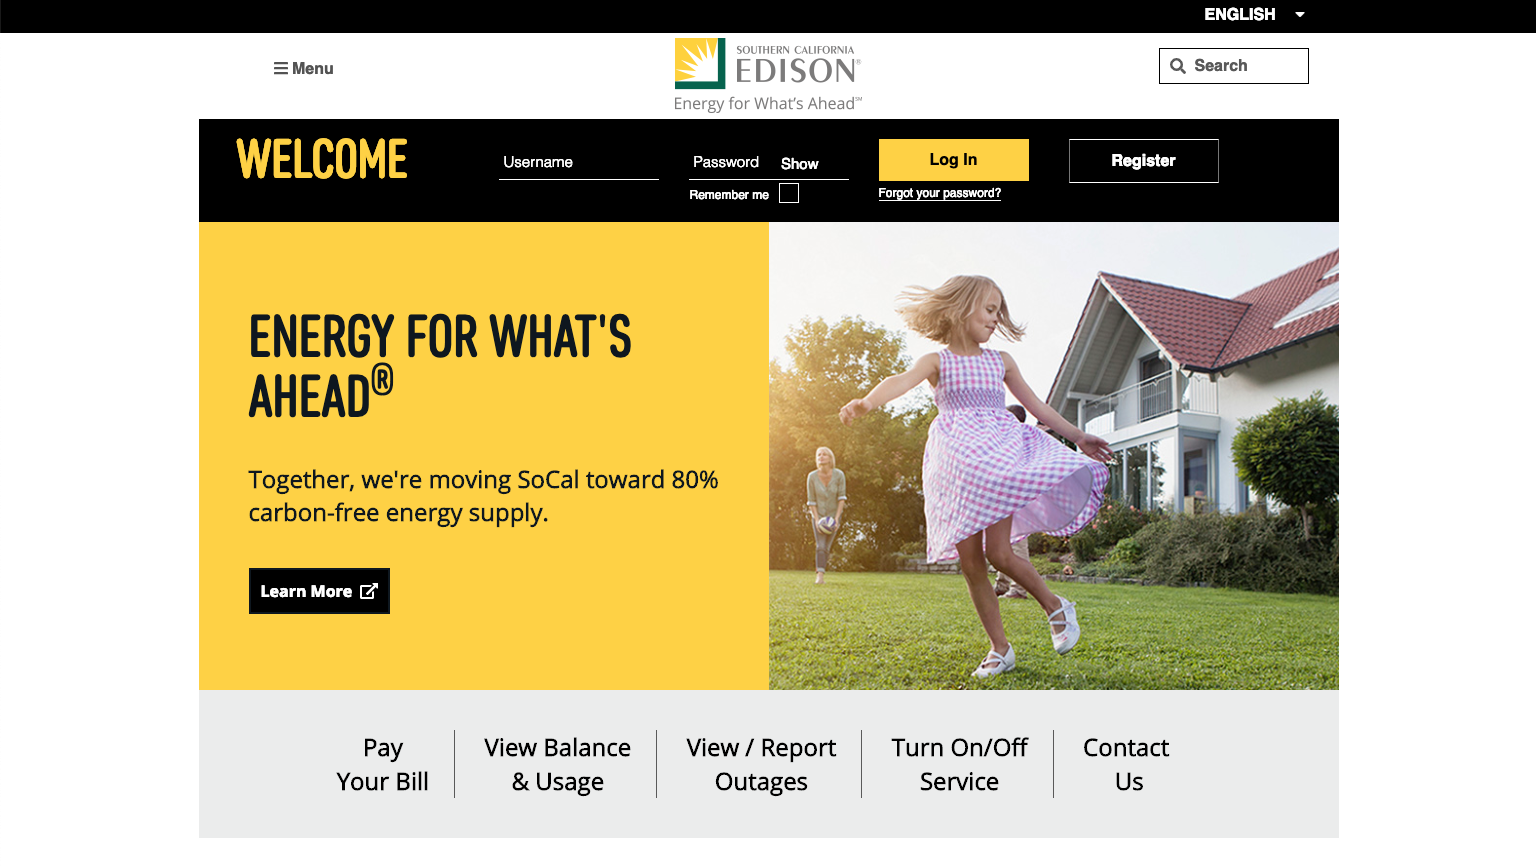 ENGLISH
Menu
SOUTHERN CALIFORNIA
EDISON®
Energy for What's Ahead℠
Search
WELCOME
Username
Password
Show
Remember me
Log In
Forgot your password?
Register
ENERGY FOR WHAT'S
AHEAD®
Together, we're moving SoCal toward 80%
carbon-free energy supply.
Learn More
Pay
Your Bill
View Balance
& Usage
View / Report
Outages
Turn On/Off
Service
Contact
Us